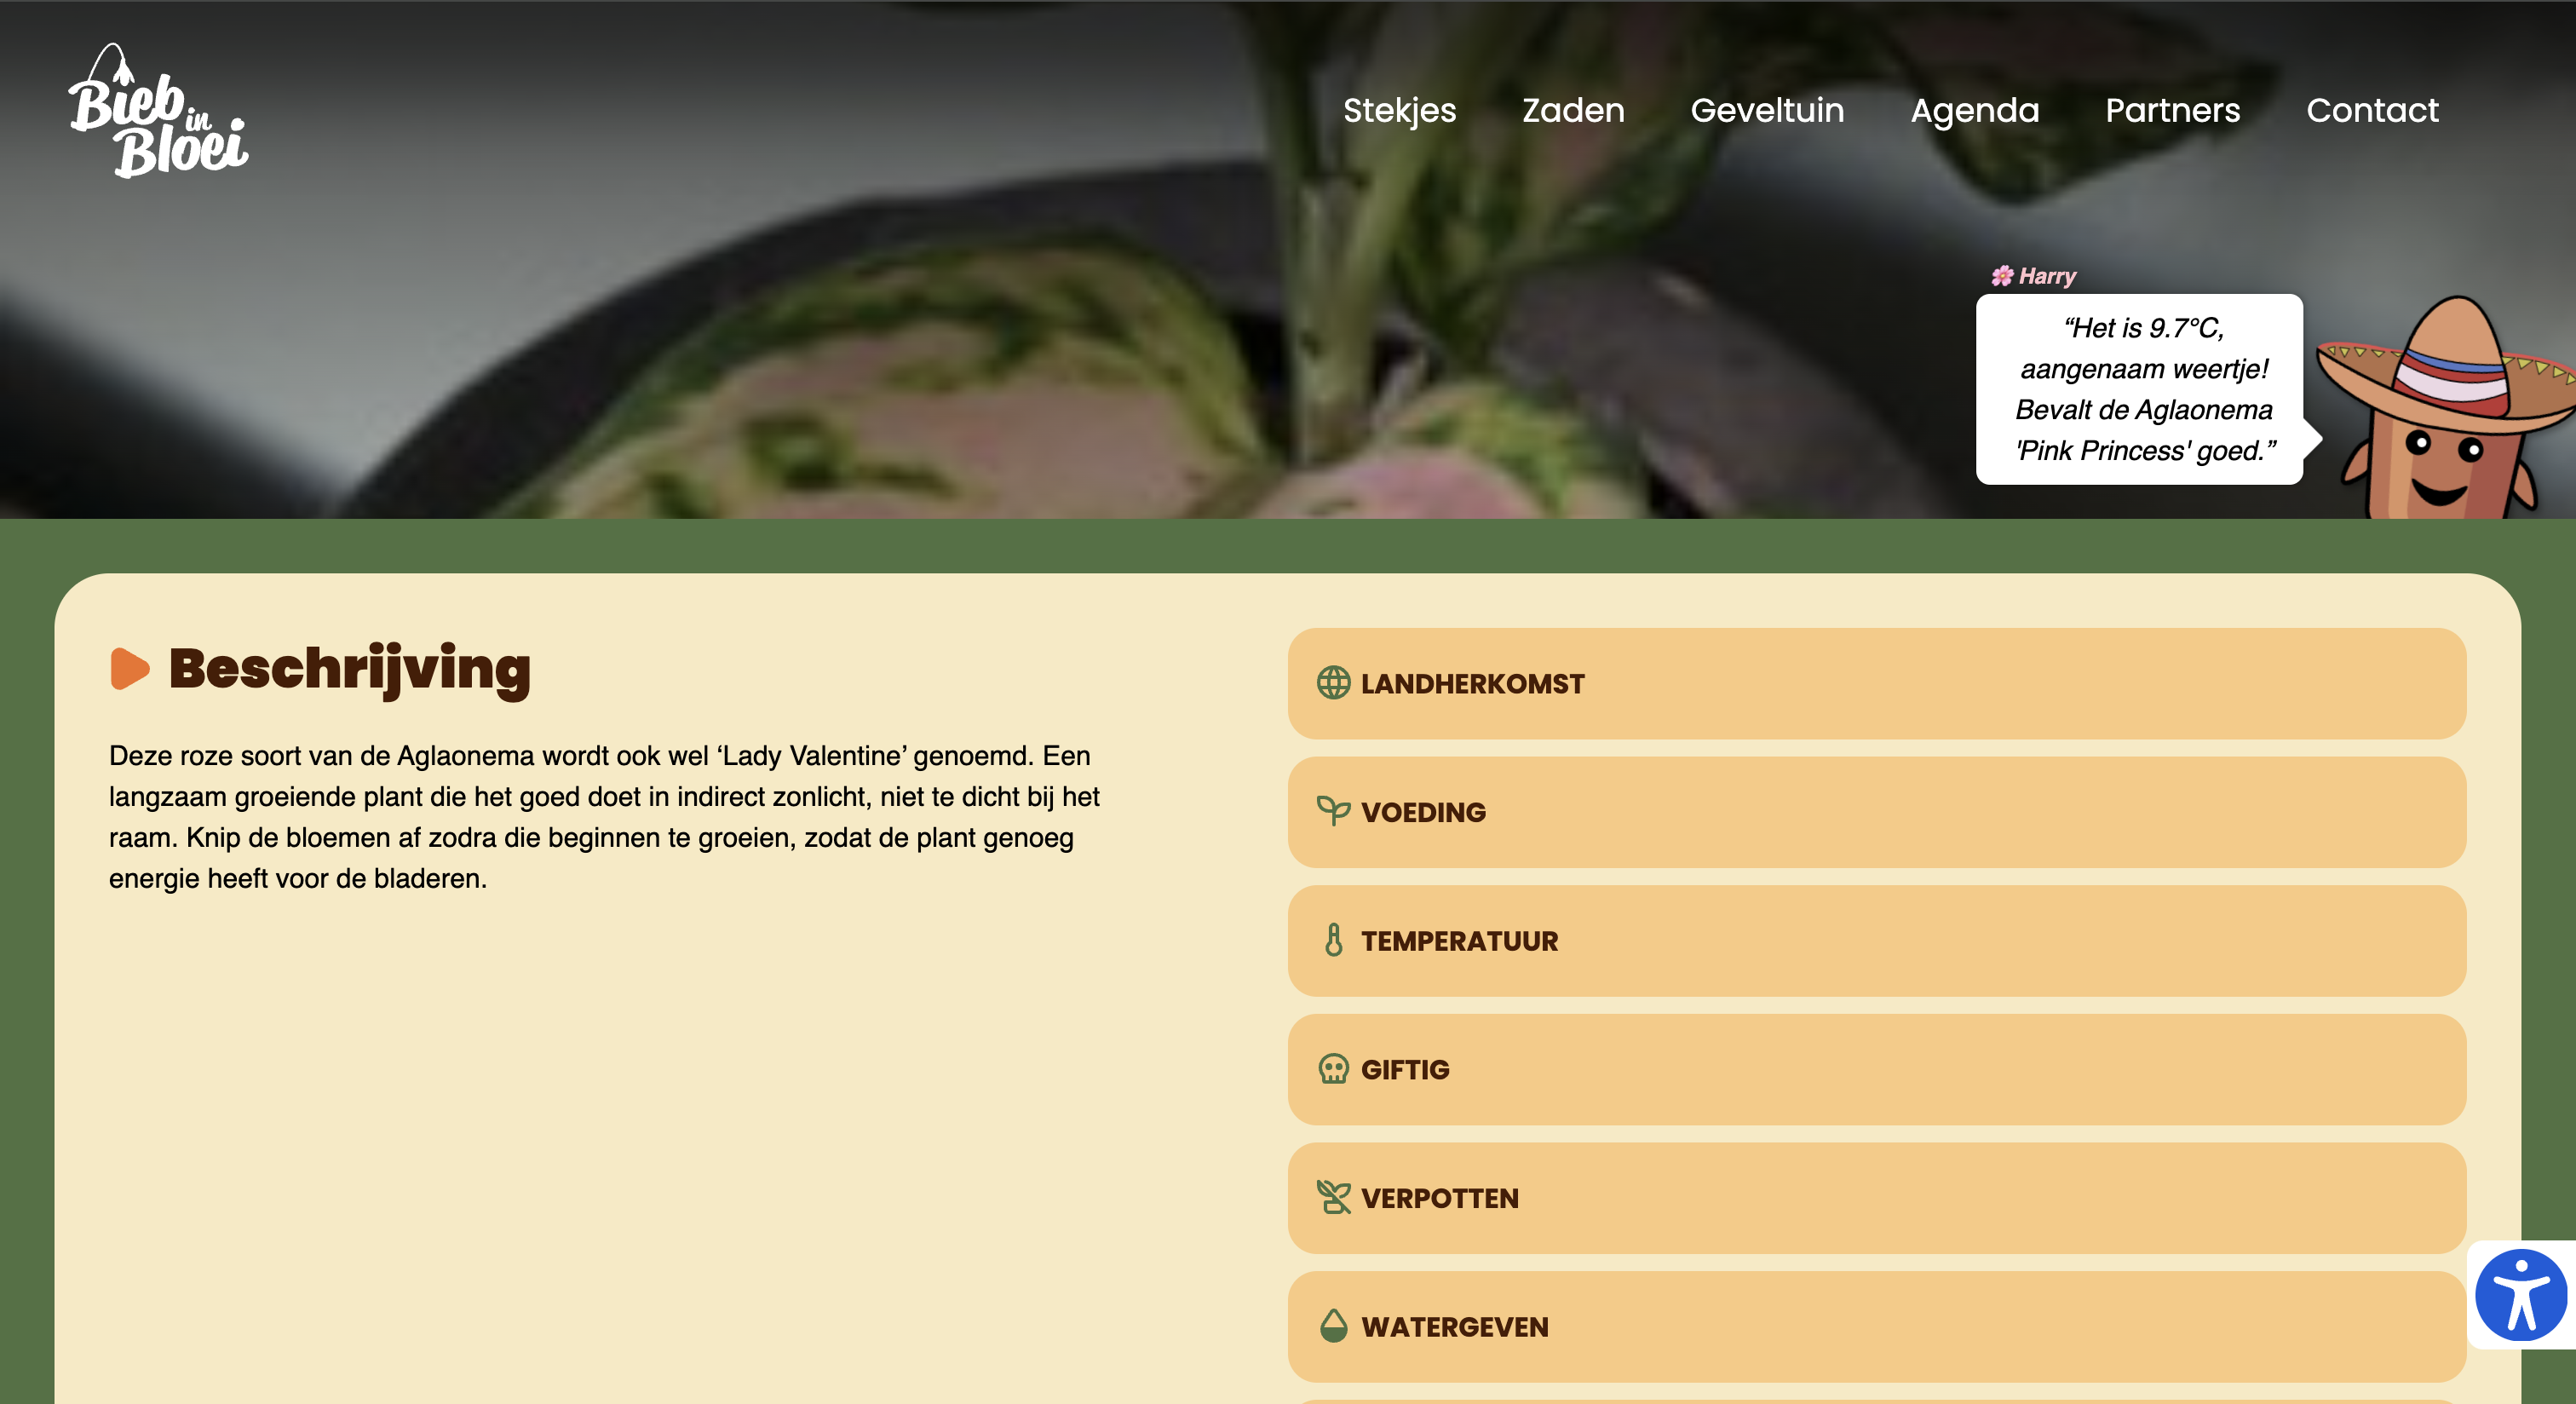 Bieb in Bloei
Stekjes Zaden Geveltuin Agenda Partners Contact
🌸 Harry
“Het is 9.7°C,
aangenaam weertje!
Bevalt de Aglaonema
'Pink Princess' goed.”
Beschrijving
Deze roze soort van de Aglaonema wordt ook wel ‘Lady Valentine’ genoemd. Een
langzaam groeiende plant die het goed doet in indirect zonlicht, niet te dicht bij het
raam. Knip de bloemen af zodra die beginnen te groeien, zodat de plant genoeg
energie heeft voor de bladeren.
LANDHERKOMST
VOEDING
TEMPERATUUR
GIFTIG
VERPOTTEN
WATERGEVEN